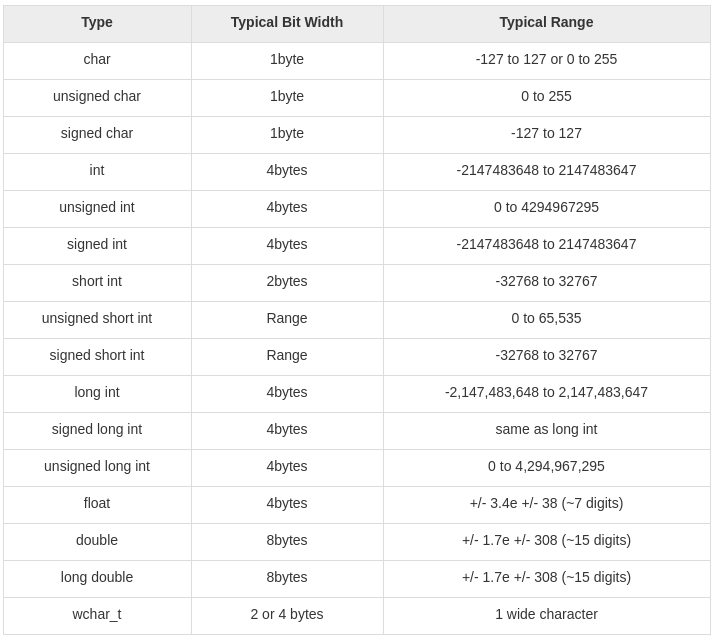 Type Typical Bit Width Typical Range
char 1byte -127 to 127 or 0 to 255
unsigned char 1byte 0 to 255
signed char 1byte -127 to 127
int 4bytes -2147483648 to 2147483647
unsigned int 4bytes 0 to 4294967295
signed int 4bytes -2147483648 to 2147483647
short int 2bytes -32768 to 32767
unsigned short int Range 0 to 65,535
signed short int Range -32768 to 32767
long int 4bytes -2,147,483,648 to 2,147,483,647
signed long int 4bytes same as long int
unsigned long int 4bytes 0 to 4,294,967,295
float 4bytes +/- 3.4e +/- 38 (~7 digits)
double 8bytes +/- 1.7e +/- 308 (~15 digits)
long double 8bytes +/- 1.7e +/- 308 (~15 digits)
wchar_t 2 or 4 bytes 1 wide character